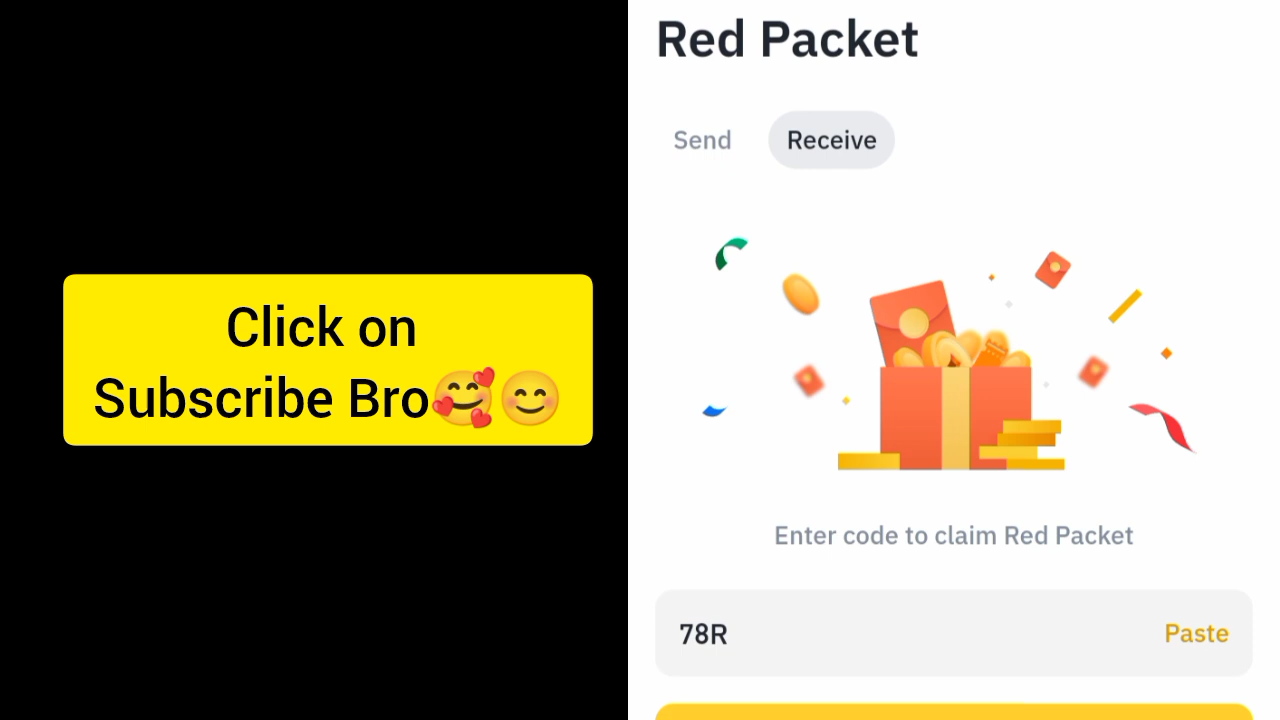 Click on
Subscribe Bro🥰😊
Red Packet
Send
Receive
Enter code to claim Red Packet
78R
Paste